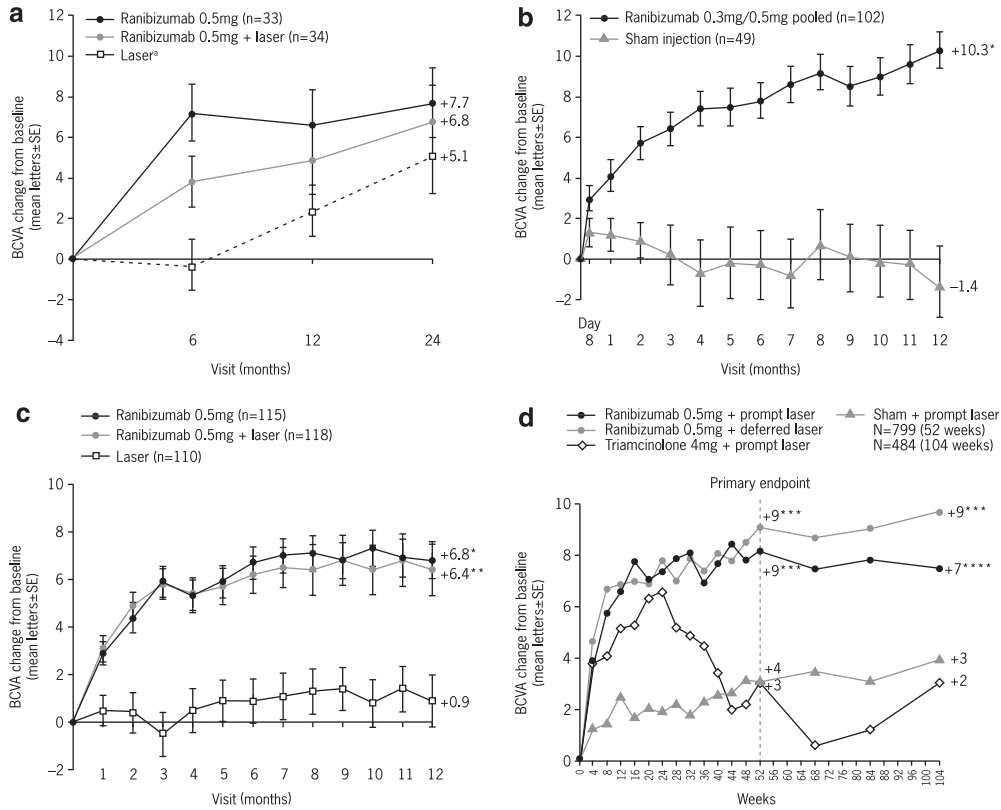 a
Ranibizumab 0.5mg (n=33)
Ranibizumab 0.5mg + laser (n=34)
Laserᵃ
BCVA change from baseline
(mean letters±SE)
12
10
8
6
4
2
0
−2
−4
+7.7
+6.8
+5.1
6
12
24
Visit (months)
b
Ranibizumab 0.3mg/0.5mg pooled (n=102)
Sham injection (n=49)
BCVA change from baseline
(mean letters±SE)
12
10
8
6
4
2
0
−2
+10.3*
−1.4
Day
8 1 2 3 4 5 6 7 8 9 10 11 12
Visit (months)
c
Ranibizumab 0.5mg (n=115)
Ranibizumab 0.5mg + laser (n=118)
Laser (n=110)
BCVA change from baseline
(mean letters±SE)
10
8
6
4
2
0
−2
+6.8*
+6.4**
+0.9
1 2 3 4 5 6 7 8 9 10 11 12
Visit (months)
d
Ranibizumab 0.5mg + prompt laser
Ranibizumab 0.5mg + deferred laser
Triamcinolone 4mg + prompt laser
Sham + prompt laser
N=799 (52 weeks)
N=484 (104 weeks)
Primary endpoint
BCVA change from baseline
(mean letters±SE)
10
8
6
4
2
0
+9***
+9***
+9***
+7****
+4
+3
+3
+2
0 4 8 12 16 20 24 28 32 36 40 44 48 52 56 64 68 72 76 80 84 88 92 96 100 104
Weeks